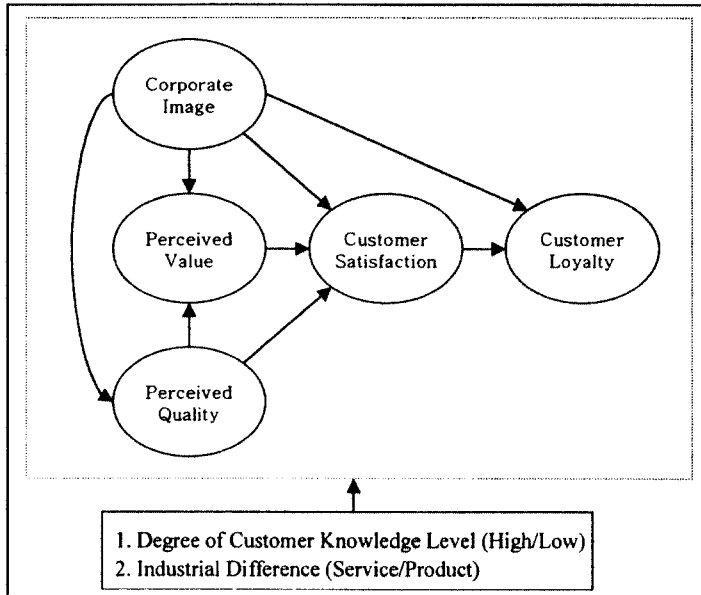 Corporate
Image
Perceived
Value
Customer
Satisfaction
Customer
Loyalty
Perceived
Quality
1. Degree of Customer Knowledge Level (High/Low)
2. Industrial Difference (Service/Product)